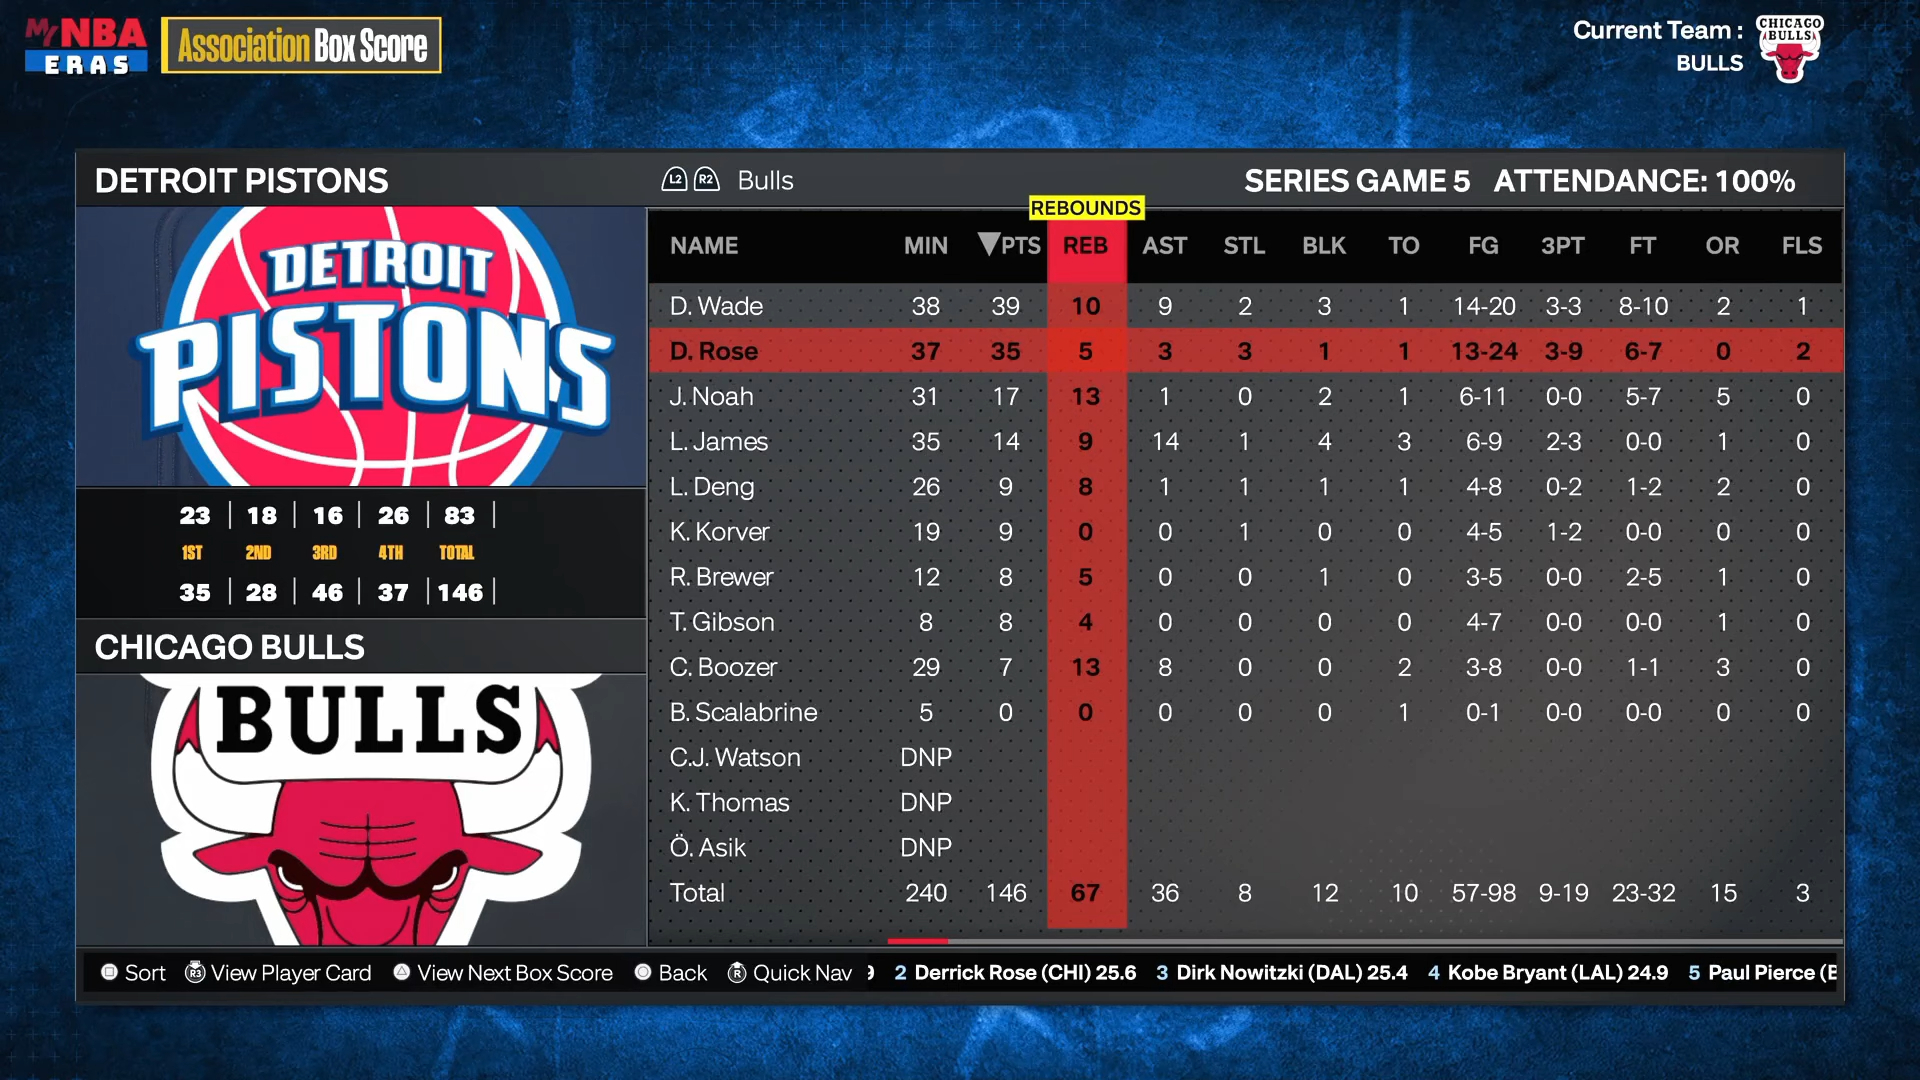 MyNBA ERAS
Association Box Score
Current Team :
BULLS
CHICAGO BULLS
DETROIT PISTONS
L2 R2 Bulls
SERIES GAME 5 ATTENDANCE: 100%
REBOUNDS
DETROIT
PISTONS
NAME MIN PTS REB AST STL BLK TO FG 3PT FT OR FLS
D. Wade 38 39 10 9 2 3 1 14-20 3-3 8-10 2 1
D. Rose 37 35 5 3 3 1 1 13-24 3-9 6-7 0 2
J. Noah 31 17 13 1 0 2 1 6-11 0-0 5-7 5 0
L. James 35 14 9 14 1 4 3 6-9 2-3 0-0 1 0
L. Deng 26 9 8 1 1 1 1 4-8 0-2 1-2 2 0
K. Korver 19 9 0 0 1 0 0 4-5 1-2 0-0 0 0
R. Brewer 12 8 5 0 0 1 0 3-5 0-0 2-5 1 0
T. Gibson 8 8 4 0 0 0 0 4-7 0-0 0-0 1 0
C. Boozer 29 7 13 8 0 0 2 3-8 0-0 1-1 3 0
B. Scalabrine 5 0 0 0 0 0 1 0-1 0-0 0-0 0 0
C.J. Watson DNP
K. Thomas DNP
Ö. Asik DNP
Total 240 146 67 36 8 12 10 57-98 9-19 23-32 15 3
23 | 18 | 16 | 26 | 83 |
1ST 2ND 3RD 4TH TOTAL
35 | 28 | 46 | 37 | 146 |
CHICAGO BULLS
BULLS
Sort R3 View Player Card View Next Box Score Back R Quick Nav
2 Derrick Rose (CHI) 25.6 3 Dirk Nowitzki (DAL) 25.4 4 Kobe Bryant (LAL) 24.9 5 Paul Pierce (